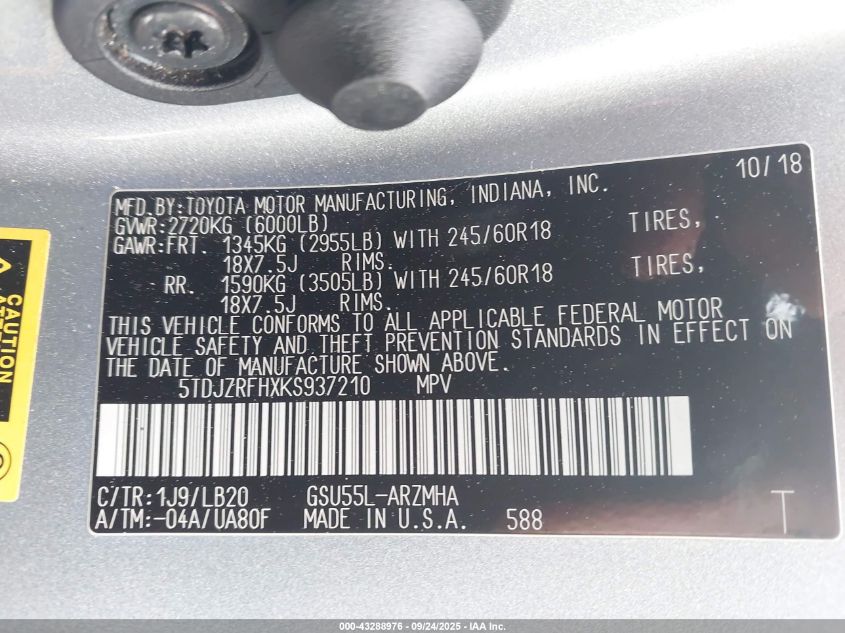 10/18
MFD.BY:TOYOTA MOTOR MANUFACTURING, INDIANA, INC.
GVWR:2720KG (6000LB)
GAWR:FRT. 1345KG (2955LB) WITH 245/60R18 TIRES,
18X7.5J RIMS.
RR. 1590KG (3505LB) WITH 245/60R18 TIRES,
18X7.5J RIMS.
THIS VEHICLE CONFORMS TO ALL APPLICABLE FEDERAL MOTOR
VEHICLE SAFETY AND THEFT PREVENTION STANDARDS IN EFFECT ON
THE DATE OF MANUFACTURE SHOWN ABOVE.
5TDJZRFHXKS937210 MPV
C/TR:1J9/LB20 GSU55L-ARZMHA
A/TM:-04A/UA80F MADE IN U.S.A. 588 T
CAUTION
000-43288976 - 09/24/2025 - IAA Inc.